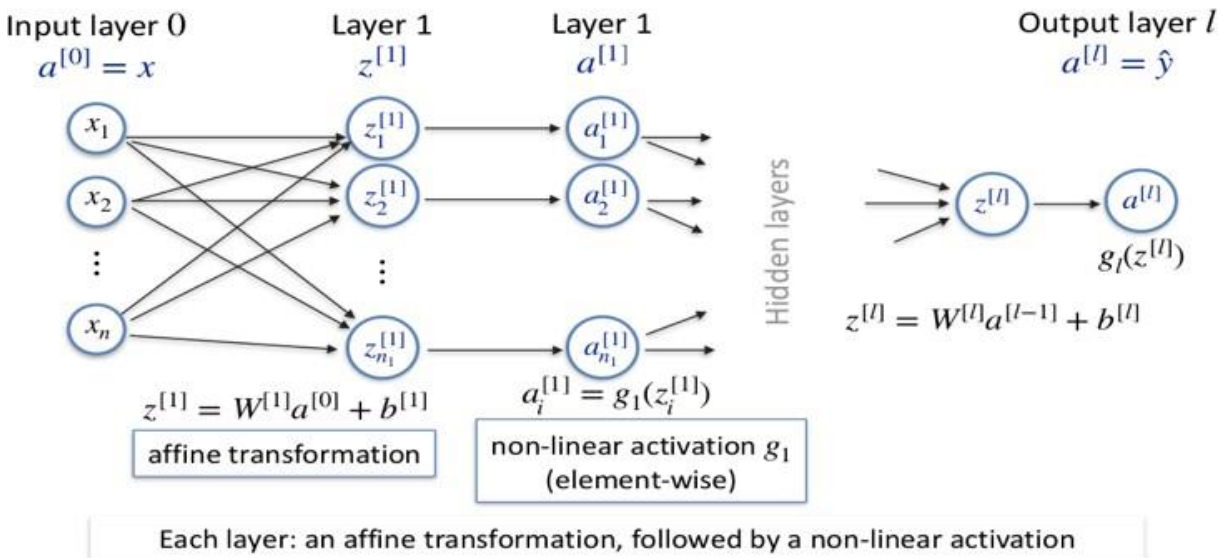 Input layer 0
a^{[0]} = x
Layer 1
z^{[1]}
Layer 1
a^{[1]}
Output layer l
a^{[l]} = ŷ
x_1
x_2
⋮
x_n
z_1^{[1]}
z_2^{[1]}
⋮
z_{n_1}^{[1]}
a_1^{[1]}
a_2^{[1]}
a_{n_1}^{[1]}
Hidden layers
z^{[l]}
a^{[l]}
g_l(z^{[l]})
z^{[l]} = W^{[l]}a^{[l-1]} + b^{[l]}
z^{[1]} = W^{[1]}a^{[0]} + b^{[1]}
affine transformation
a_i^{[1]} = g_1(z_i^{[1]})
non-linear activation g_1
(element-wise)
Each layer: an affine transformation, followed by a non-linear activation